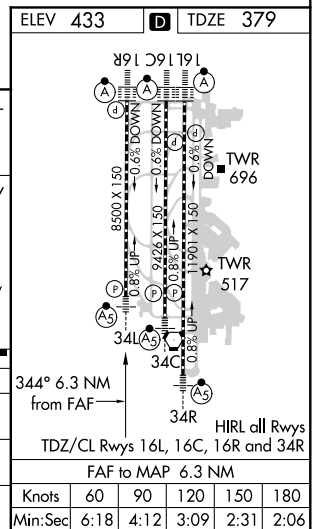 ELEV 433 D TDZE 379
16R 16C 16L
A A A
P P P
0.6% DOWN 0.6% DOWN 0.6% DOWN
TWR
696
8500 X 150 9426 X 150 11901 X 150
0.8% UP 0.8% UP 0.8% UP
TWR
517
P P P
A5 34L A5
34C
A5
34R
344° 6.3 NM
from FAF
HIRL all Rwys
TDZ/CL Rwys 16L, 16C, 16R and 34R
FAF to MAP 6.3 NM
Knots 60 90 120 150 180
Min:Sec 6:18 4:12 3:09 2:31 2:06